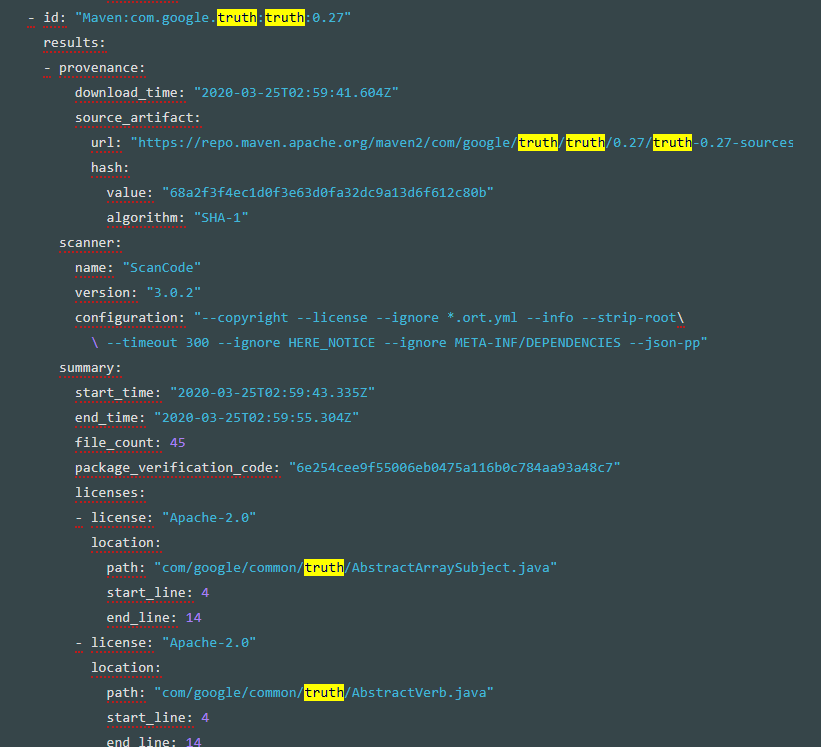 - id: "Maven:com.google.truth:truth:0.27"
results:
- provenance:
download_time: "2020-03-25T02:59:41.604Z"
source_artifact:
url: "https://repo.maven.apache.org/maven2/com/google/truth/truth/0.27/truth-0.27-sources
hash:
value: "68a2f3f4ec1d0f3e63d0fa32dc9a13d6f612c80b"
algorithm: "SHA-1"
scanner:
name: "ScanCode"
version: "3.0.2"
configuration: "--copyright --license --ignore *.ort.yml --info --strip-root\
\ --timeout 300 --ignore HERE_NOTICE --ignore META-INF/DEPENDENCIES --json-pp"
summary:
start_time: "2020-03-25T02:59:43.335Z"
end_time: "2020-03-25T02:59:55.304Z"
file_count: 45
package_verification_code: "6e254cee9f55006eb0475a116b0c784aa93a48c7"
licenses:
- license: "Apache-2.0"
location:
path: "com/google/common/truth/AbstractArraySubject.java"
start_line: 4
end_line: 14
- license: "Apache-2.0"
location:
path: "com/google/common/truth/AbstractVerb.java"
start_line: 4
end_line: 14